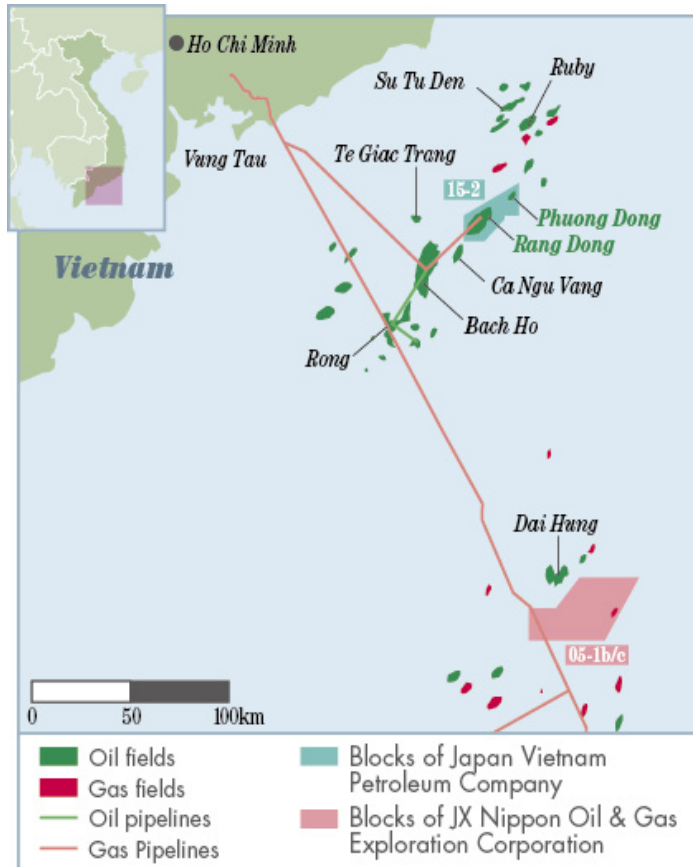 Ho Chi Minh
Su Tu Den
Ruby
Vung Tau
Te Giac Trang
15-2
Phuong Dong
Rang Dong
Vietnam
Ca Ngu Vang
Bach Ho
Rong
Dai Hung
05-1b/c
0 50 100km
Oil fields
Gas fields
Oil pipelines
Gas Pipelines
Blocks of Japan Vietnam
Petroleum Company
Blocks of JX Nippon Oil & Gas
Exploration Corporation